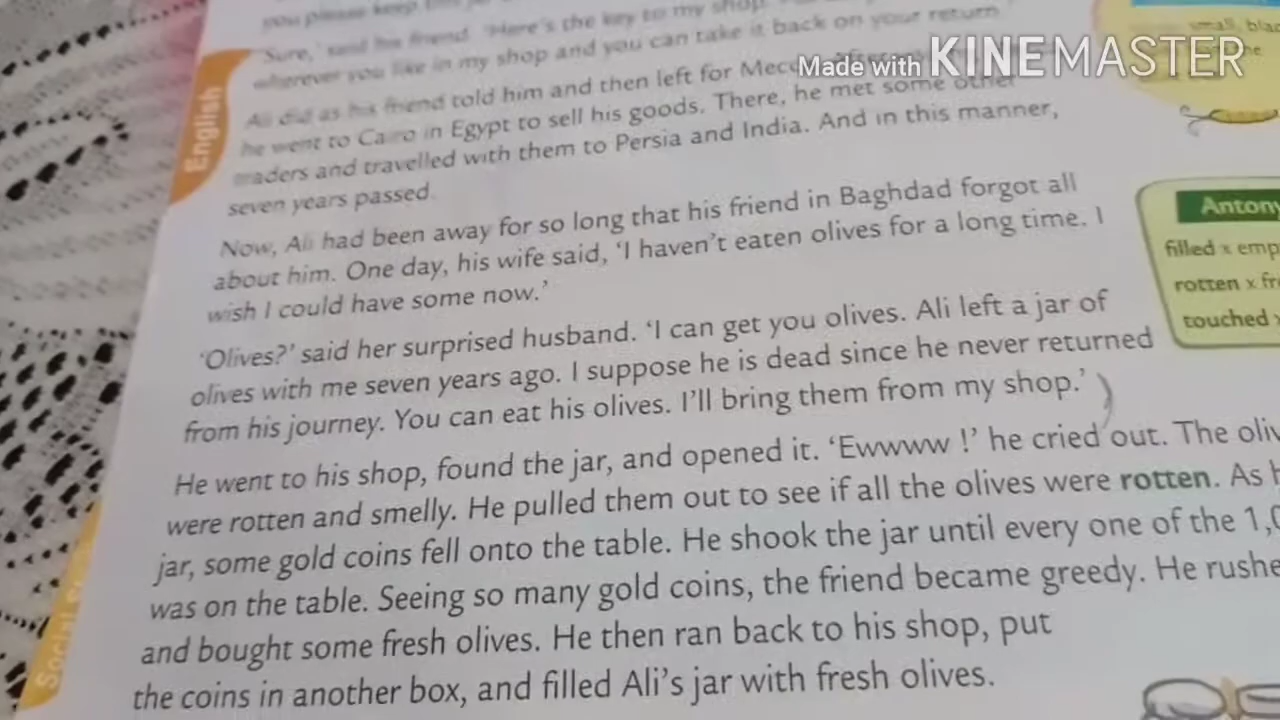 you please keep this
'Sure,' said his friend. 'Here's the key to my shop.
wherever you like in my shop and you can take it back on your return
Ali did as his friend told him and then left for Mecc
he went to Cairo in Egypt to sell his goods. There, he met some other
traders and travelled with them to Persia and India. And in this manner,
seven years passed.
Now, Ali had been away for so long that his friend in Baghdad forgot all
about him. One day, his wife said, 'I haven't eaten olives for a long time. I
wish I could have some now.'
'Olives?' said her surprised husband. 'I can get you olives. Ali left a jar of
olives with me seven years ago. I suppose he is dead since he never returned
from his journey. You can eat his olives. I'll bring them from my shop.'
He went to his shop, found the jar, and opened it. 'Ewwww !' he cried out. The oliv
were rotten and smelly. He pulled them out to see if all the olives were rotten. As h
jar, some gold coins fell onto the table. He shook the jar until every one of the 1,0
was on the table. Seeing so many gold coins, the friend became greedy. He rushe
and bought some fresh olives. He then ran back to his shop, put
the coins in another box, and filled Ali's jar with fresh olives.
English
Social
Made with KINEMASTER
small, blac
Antony
filled x emp
rotten x fre
touched x